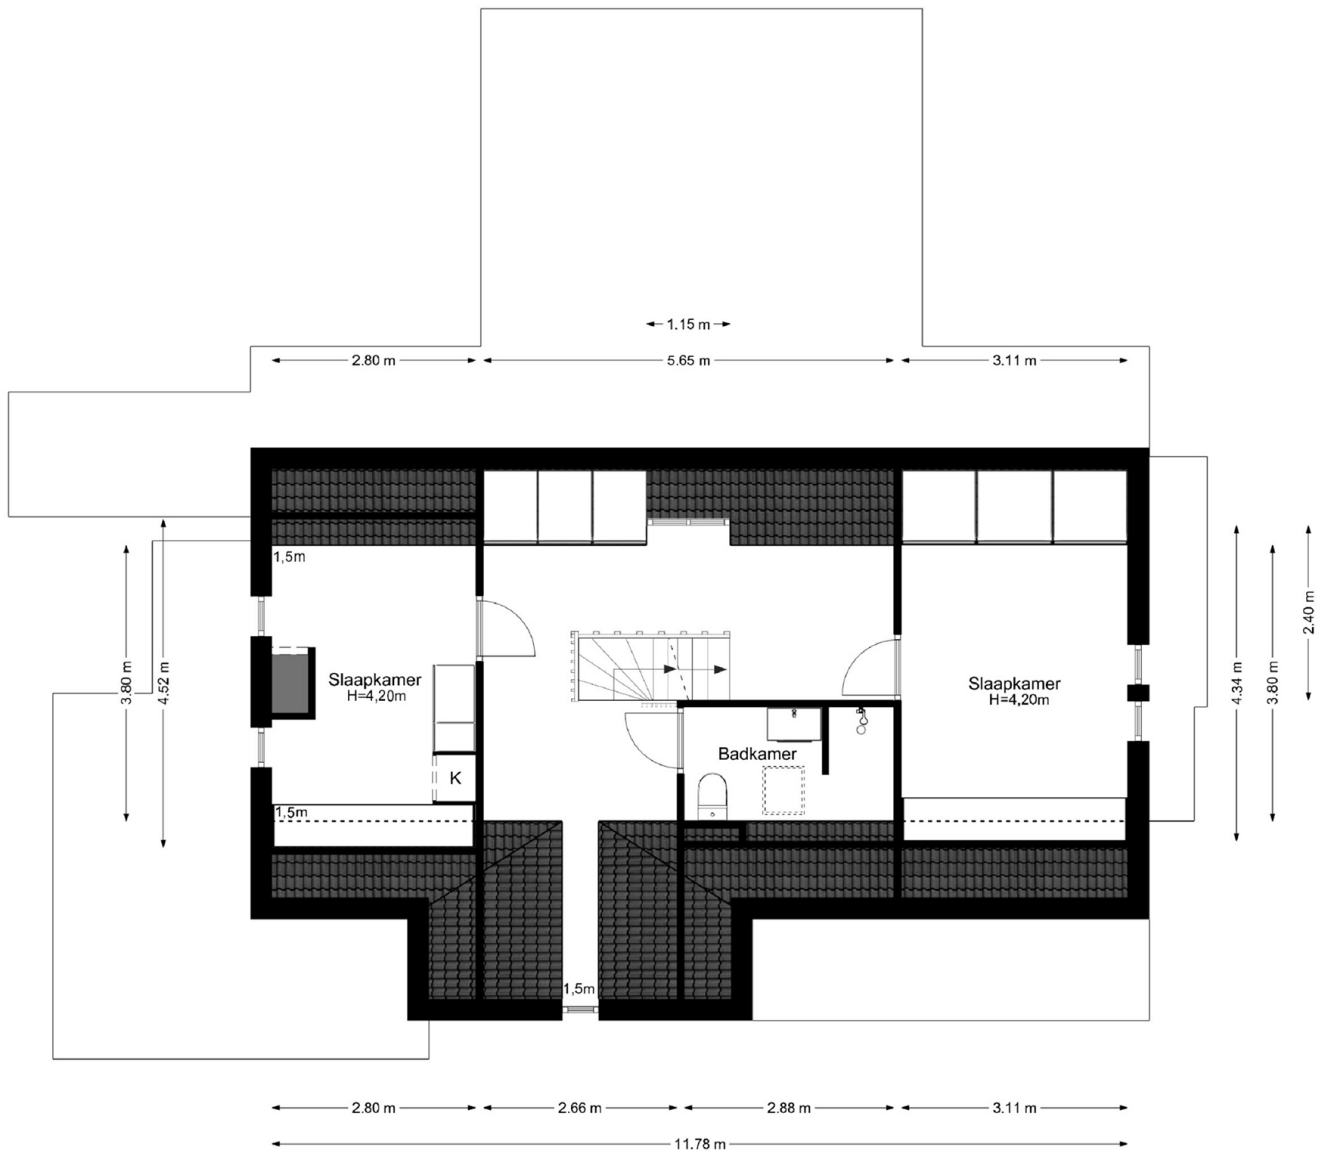 1.15 m
2.80 m
5.65 m
3.11 m
1,5m
3.80 m
4.52 m
Slaapkamer
H=4,20m
K
1,5m
Badkamer
Slaapkamer
H=4,20m
4.34 m
3.80 m
2.40 m
1,5m
2.80 m
2.66 m
2.88 m
3.11 m
11.78 m